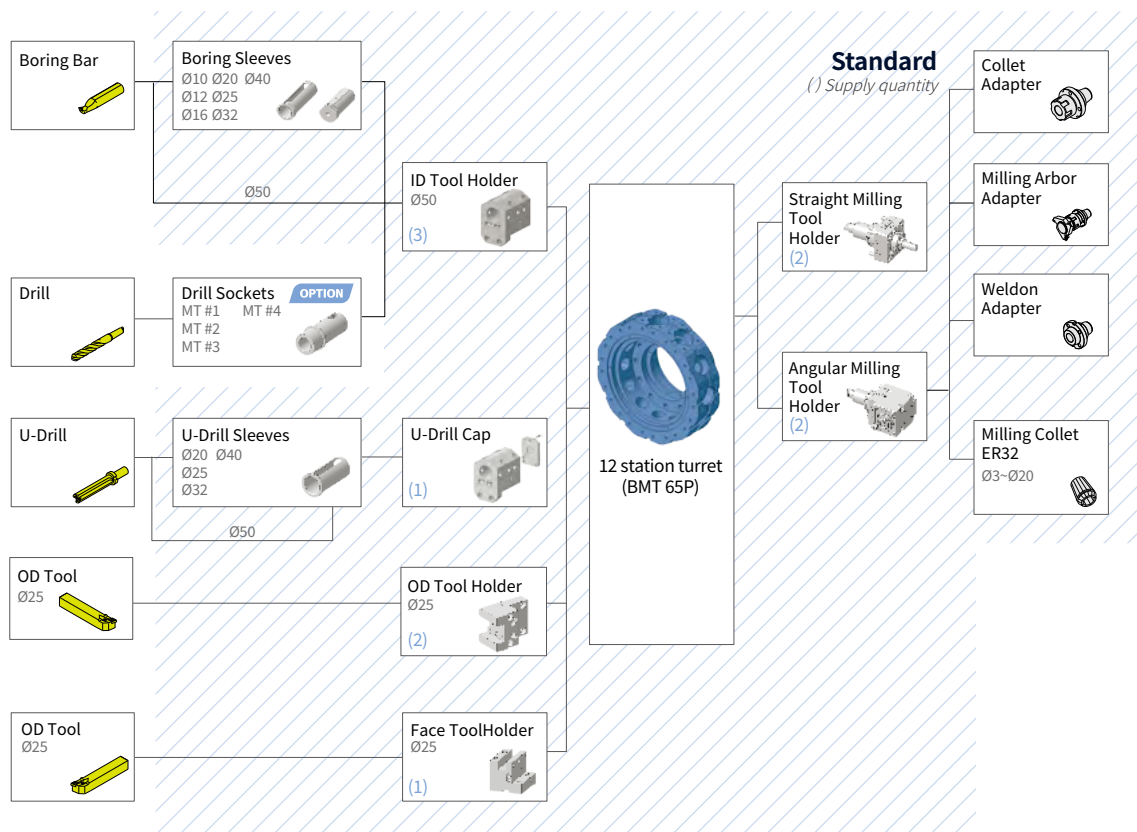 Boring Bar
Boring Sleeves
Ø10 Ø20 Ø40
Ø12 Ø25
Ø16 Ø32
Standard
( ) Supply quantity
Collet
Adapter
Ø50
ID Tool Holder
Ø50
(3)
Straight Milling
Tool
Holder
(2)
Milling Arbor
Adapter
Drill
Drill Sockets
OPTION
MT #1 MT #4
MT #2
MT #3
Weldon
Adapter
12 station turret
(BMT 65P)
Angular Milling
Tool
Holder
(2)
U-Drill
U-Drill Sleeves
Ø20 Ø40
Ø25
Ø32
Ø50
U-Drill Cap
(1)
Milling Collet
ER32
Ø3~Ø20
OD Tool
Ø25
OD Tool Holder
Ø25
(2)
OD Tool
Ø25
Face ToolHolder
Ø25
(1)